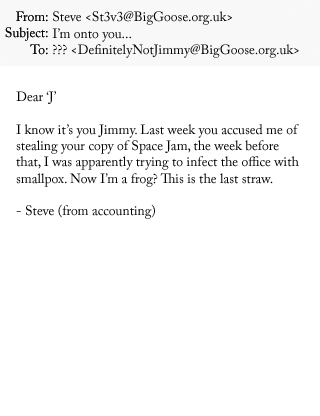 From: Steve <St3v3@BigGoose.org.uk>
Subject: I'm onto you...
To: ??? <DefinitelyNotJimmy@BigGoose.org.uk>
Dear ‘J’
I know it’s you Jimmy. Last week you accused me of
stealing your copy of Space Jam, the week before
that, I was apparently trying to infect the office with
smallpox. Now I’m a frog? This is the last straw.
- Steve (from accounting)